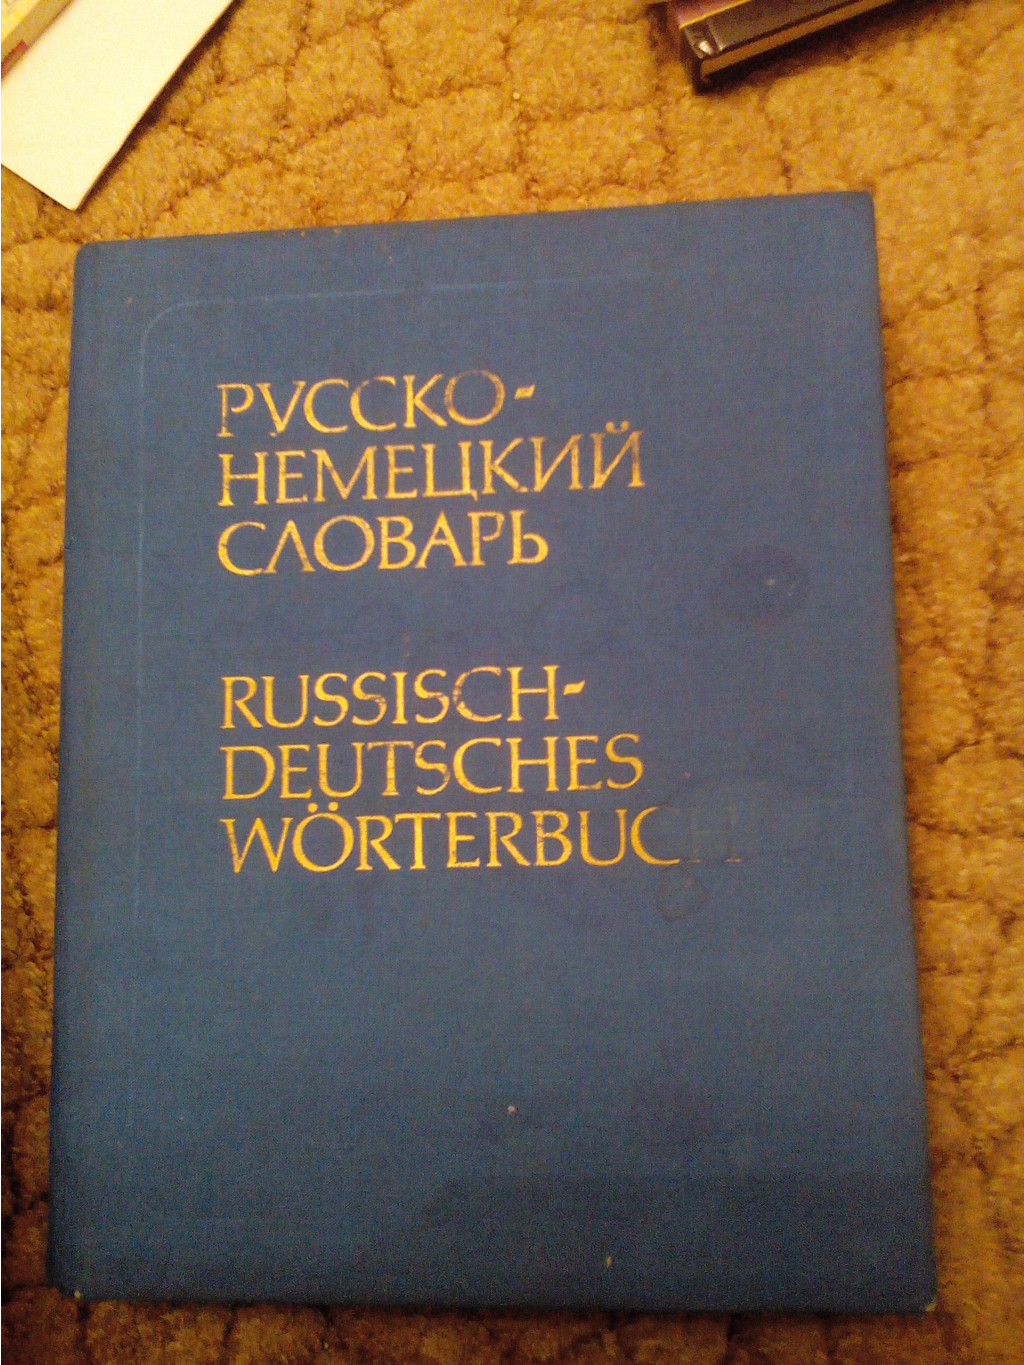 РУССКО-
НЕМЕЦКИЙ
СЛОВАРЬ
RUSSISCH-
DEUTSCHES
WÖRTERBUCH